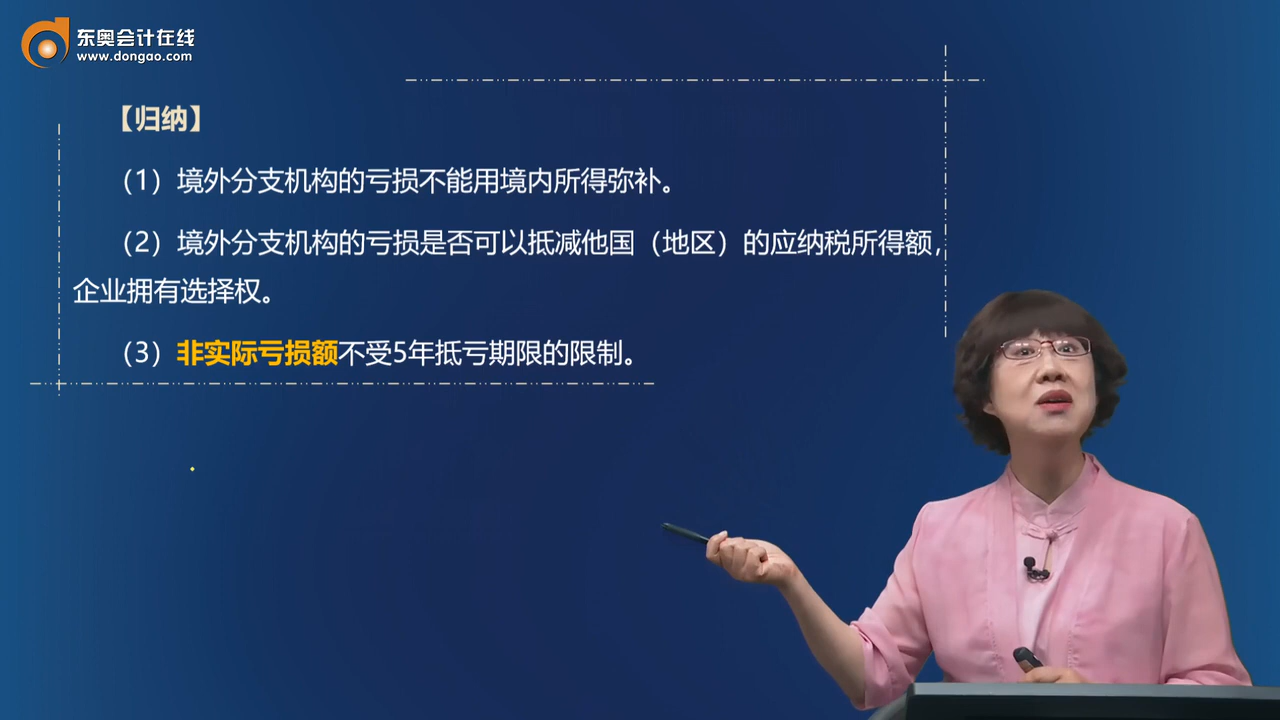 东奥会计在线
www.dongao.com
【归纳】
（1）境外分支机构的亏损不能用境内所得弥补。
（2）境外分支机构的亏损是否可以抵减他国（地区）的应纳税所得额，
企业拥有选择权。
（3）非实际亏损额不受5年抵亏期限的限制。